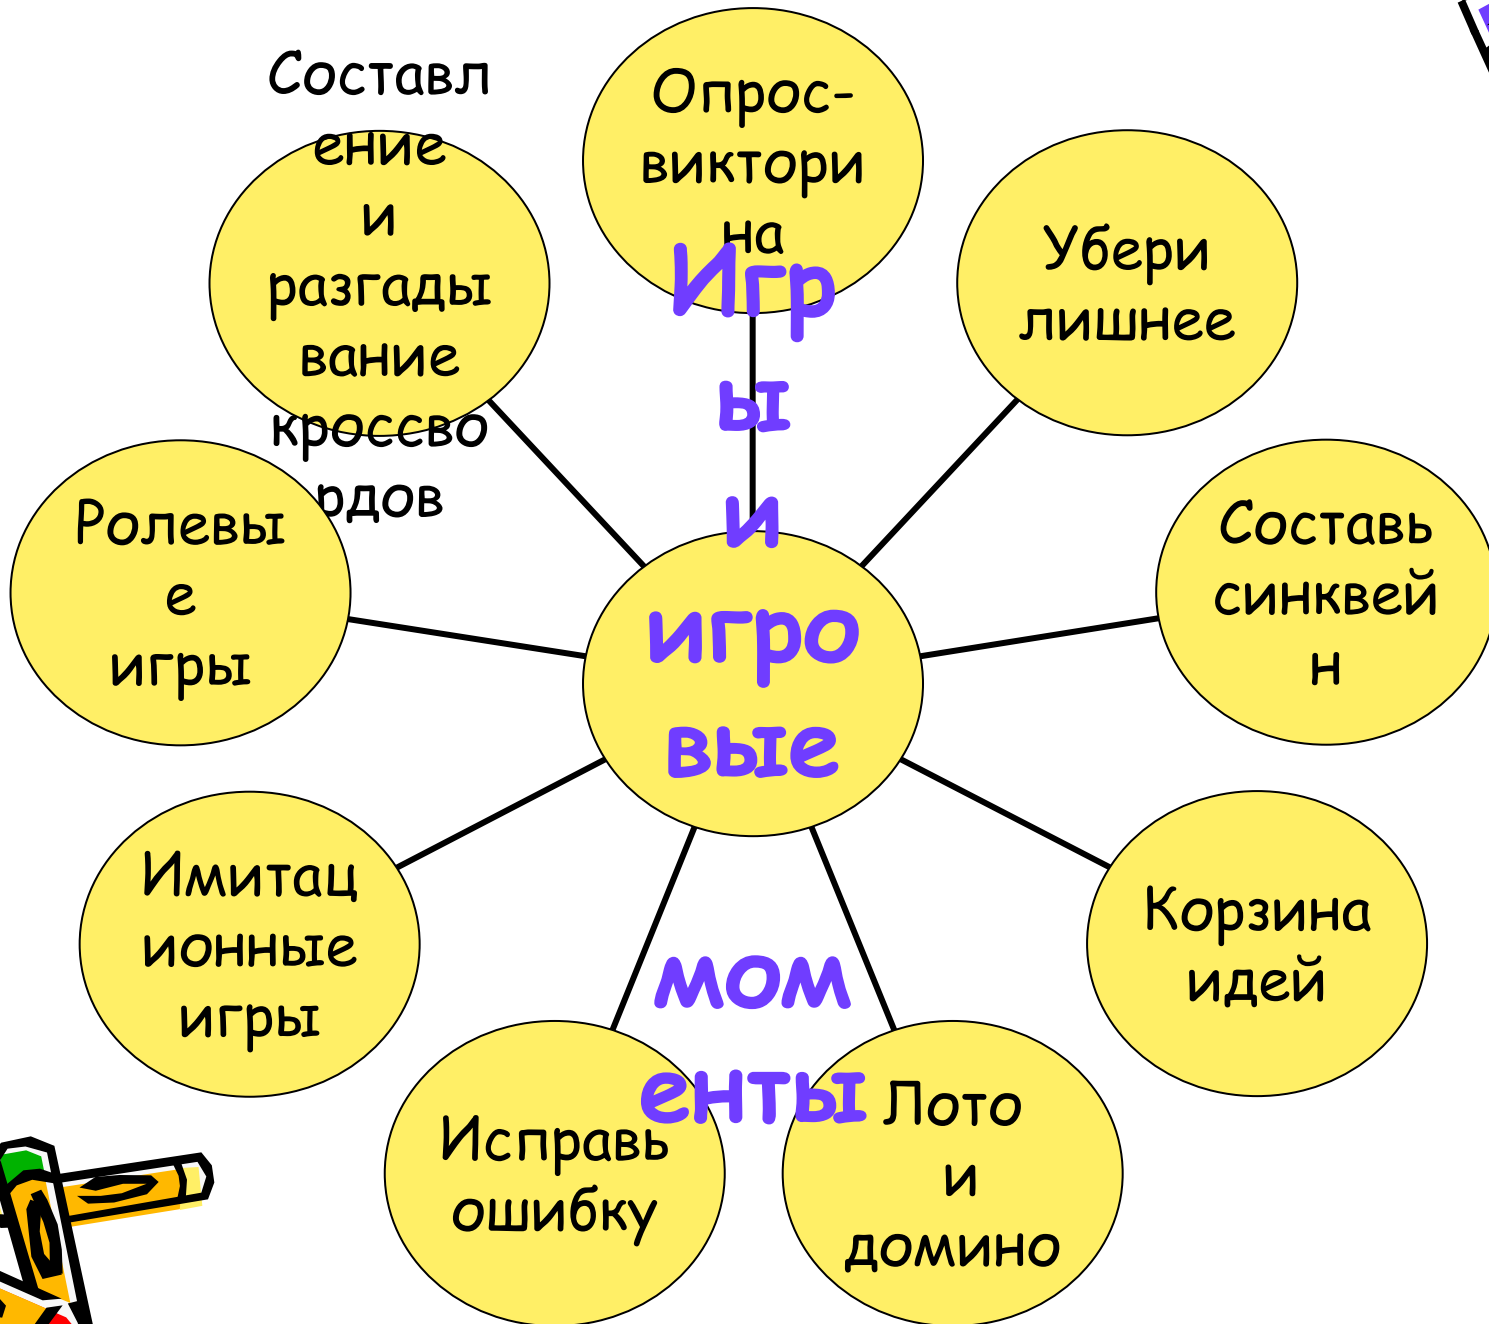 Опрос-
виктори
на
Убери
лишнее
Составь
синквей
н
Корзина
идей
Лото
и
домино
Исправь
ошибку
Имитац
ионные
игры
Ролевы
е
игры
Составл
ение
и
разгады
вание
кроссво
рдов
Игр
ы
и
игро
вые
мом
енты